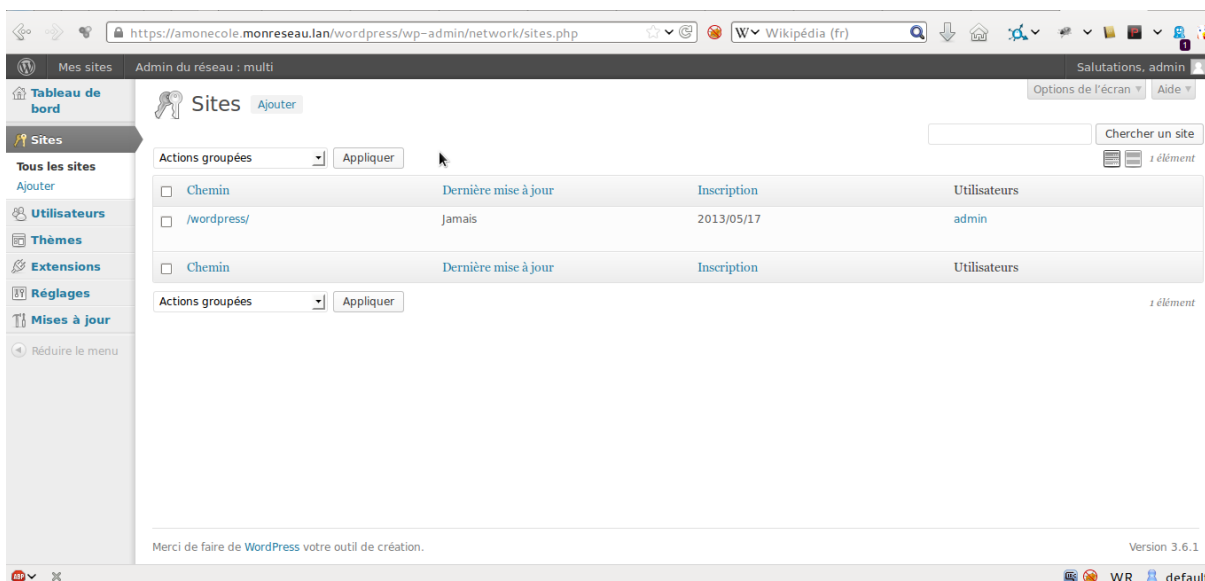 https://amonecole.monreseau.lan/wordpress/wp-admin/network/sites.php
W Wikipédia (fr)
1
Mes sites Admin du réseau : multi Salutations, admin
Tableau de bord
Sites
Tous les sites
Ajouter
Utilisateurs
Thèmes
Extensions
Réglages
Mises à jour
Réduire le menu
Options de l'écran Aide
Sites Ajouter
Chercher un site
Actions groupées Appliquer 1 élément
Chemin Dernière mise à jour Inscription Utilisateurs
/wordpress/ Jamais 2013/05/17 admin
Chemin Dernière mise à jour Inscription Utilisateurs
Actions groupées Appliquer 1 élément
Merci de faire de WordPress votre outil de création. Version 3.6.1
ABP WR default